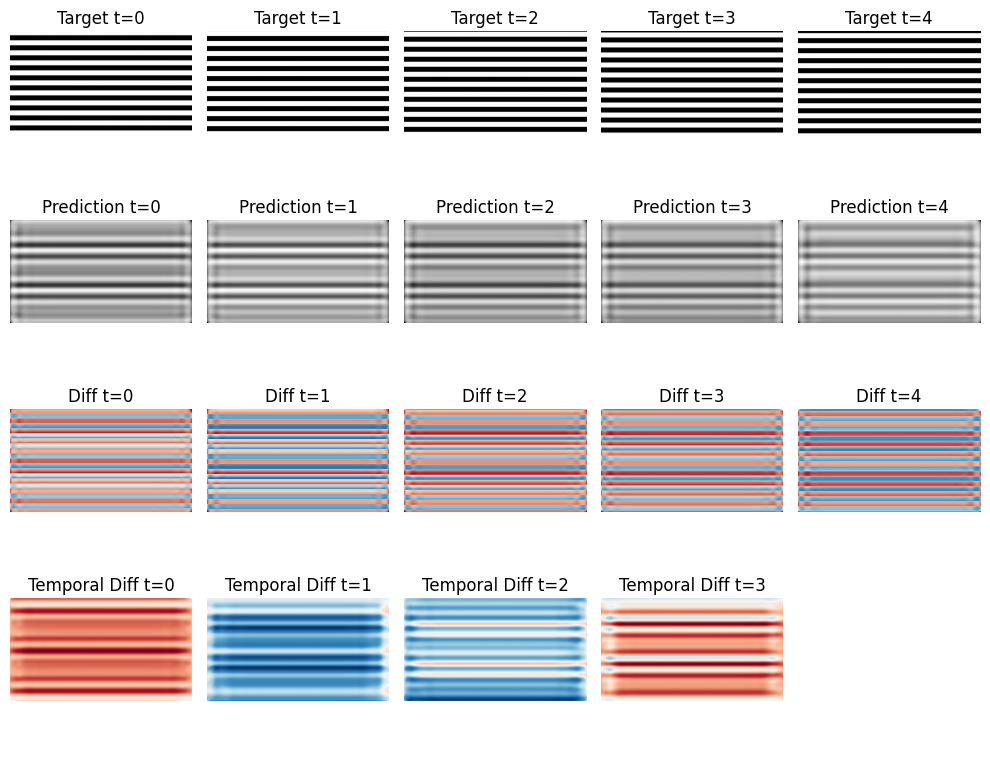 Target t=0
Target t=1
Target t=2
Target t=3
Target t=4
Prediction t=0
Prediction t=1
Prediction t=2
Prediction t=3
Prediction t=4
Diff t=0
Diff t=1
Diff t=2
Diff t=3
Diff t=4
Temporal Diff t=0
Temporal Diff t=1
Temporal Diff t=2
Temporal Diff t=3